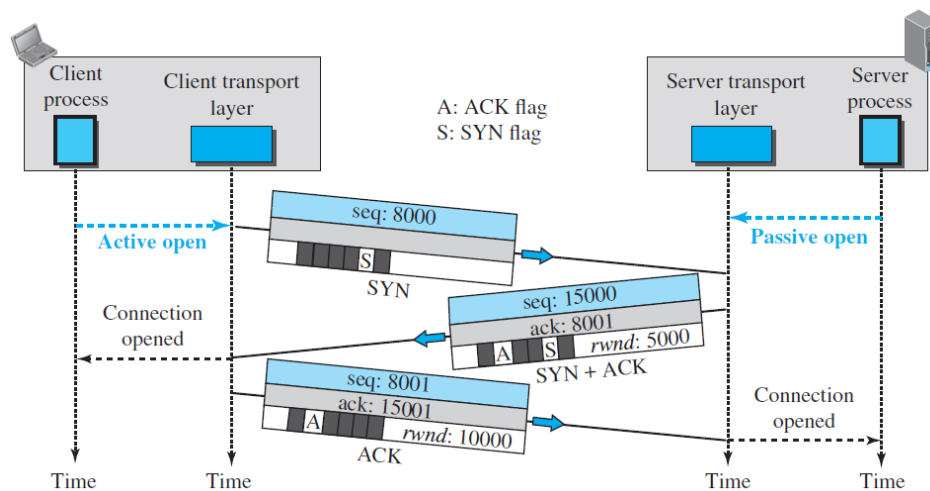 Client
process
Client transport
layer
A: ACK flag
S: SYN flag
Server transport
layer
Server
process
seq: 8000
S
SYN
Active open
Passive open
seq: 15000
ack: 8001
A S rwnd: 5000
SYN + ACK
Connection
opened
seq: 8001
ack: 15001
A rwnd: 10000
ACK
Connection
opened
Time
Time
Time
Time